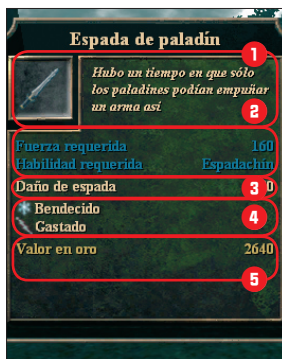 Espada de paladín
1
Hubo un tiempo en que sólo
los paladines podían empuñar
un arma así
2
Fuerza requerida 160
Habilidad requerida Espadachín
Daño de espada 0
3
Bendecido
Gastado
4
Valor en oro 2640
5